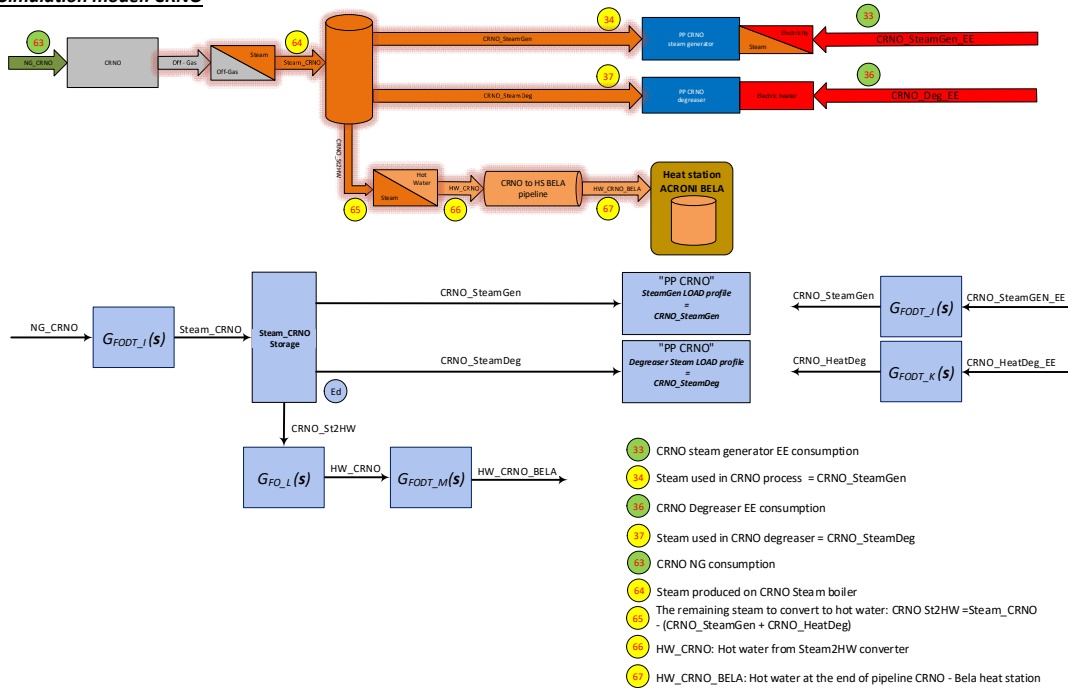 Simulation model: CRNO
63
NG_CRNO
CRNO
Off - Gas
Steam
Off-Gas
64
Steam_CRNO
CRNO_SteamGen
34
PP CRNO
steam generator
Electricity
Steam
33
CRNO_SteamGen_EE
CRNO_SteamDeg
37
PP CRNO
degreaser
Electric heater
36
CRNO_Deg_EE
CRNO_St2HW
65
Hot
Water
Steam
HW_CRNO
66
CRNO to HS BELA
pipeline
HW_CRNO_BELA
67
Heat station
ACRONI BELA
NG_CRNO
G_FODT_I(s)
Steam_CRNO
Steam_CRNO
Storage
Ed
CRNO_SteamGen
"PP CRNO"
SteamGen LOAD profile
=
CRNO_SteamGen
CRNO_SteamGen
G_FODT_J(s)
CRNO_SteamGEN_EE
CRNO_SteamDeg
"PP CRNO"
Degreaser Steam LOAD profile
=
CRNO_SteamDeg
CRNO_HeatDeg
G_FODT_K(s)
CRNO_HeatDeg_EE
CRNO_St2HW
G_FO_L(s)
HW_CRNO
G_FODT_M(s)
HW_CRNO_BELA
33 CRNO steam generator EE consumption
34 Steam used in CRNO process = CRNO_SteamGen
36 CRNO Degreaser EE consumption
37 Steam used in CRNO degreaser = CRNO_SteamDeg
63 CRNO NG consumption
64 Steam produced on CRNO Steam boiler
65 The remaining steam to convert to hot water: CRNO St2HW =Steam_CRNO
- (CRNO_SteamGen + CRNO_HeatDeg)
66 HW_CRNO: Hot water from Steam2HW converter
67 HW_CRNO_BELA: Hot water at the end of pipeline CRNO - Bela heat station